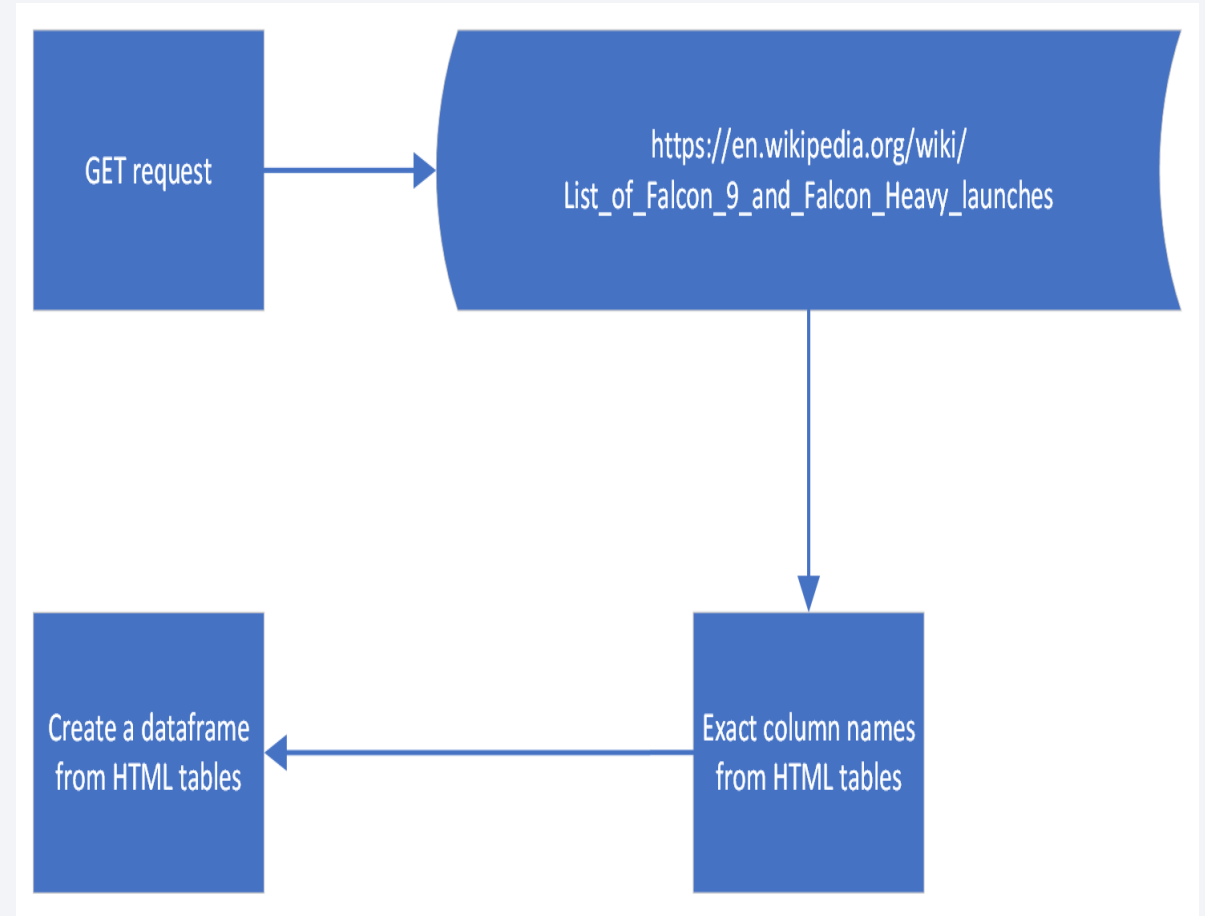 GET request
https://en.wikipedia.org/wiki/
List_of_Falcon_9_and_Falcon_Heavy_launches
Exact column names
from HTML tables
Create a dataframe
from HTML tables